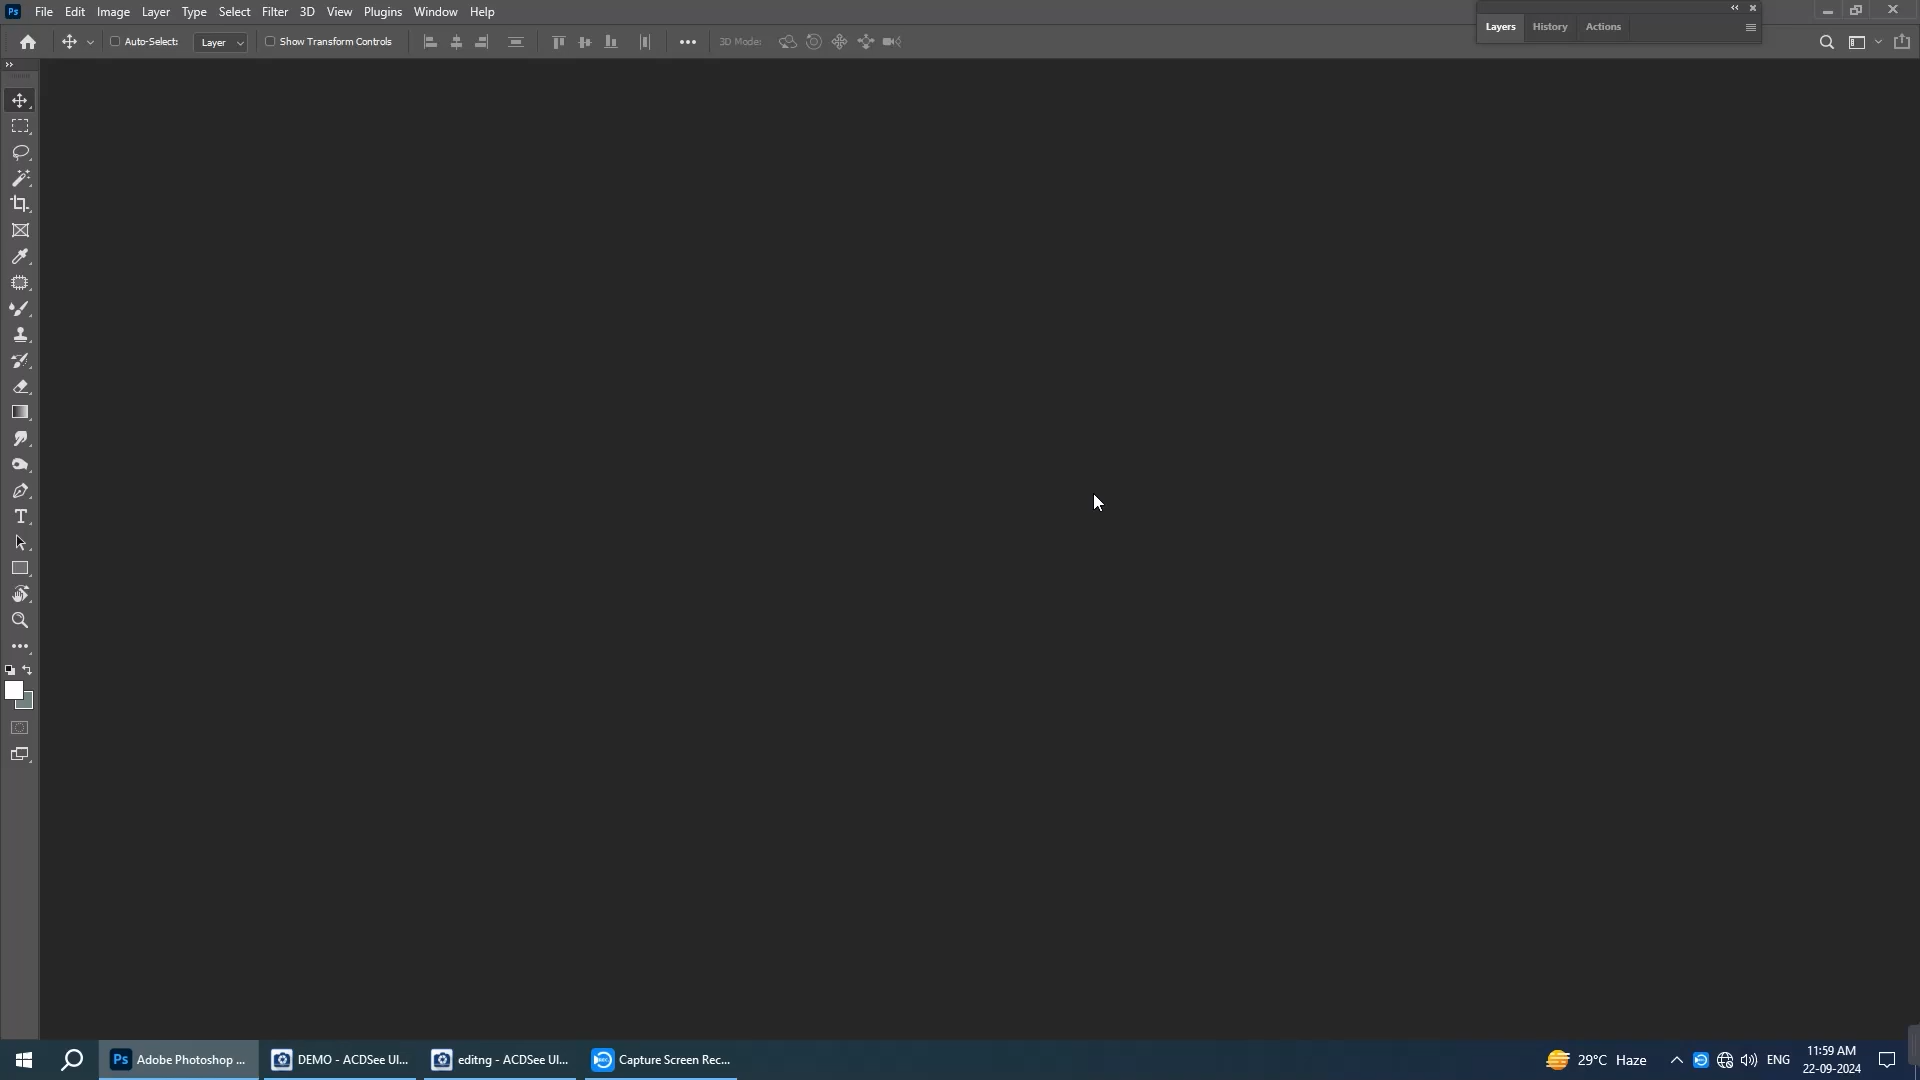 Ps File Edit Image Layer Type Select Filter 3D View Plugins Window Help
Auto-Select: Layer Show Transform Controls 3D Mode:
Layers History Actions
Ps Adobe Photoshop ... DEMO - ACDSee Ul... editng - ACDSee Ul... Capture Screen Rec...
29°C Haze ENG
11:59 AM
22-09-2024